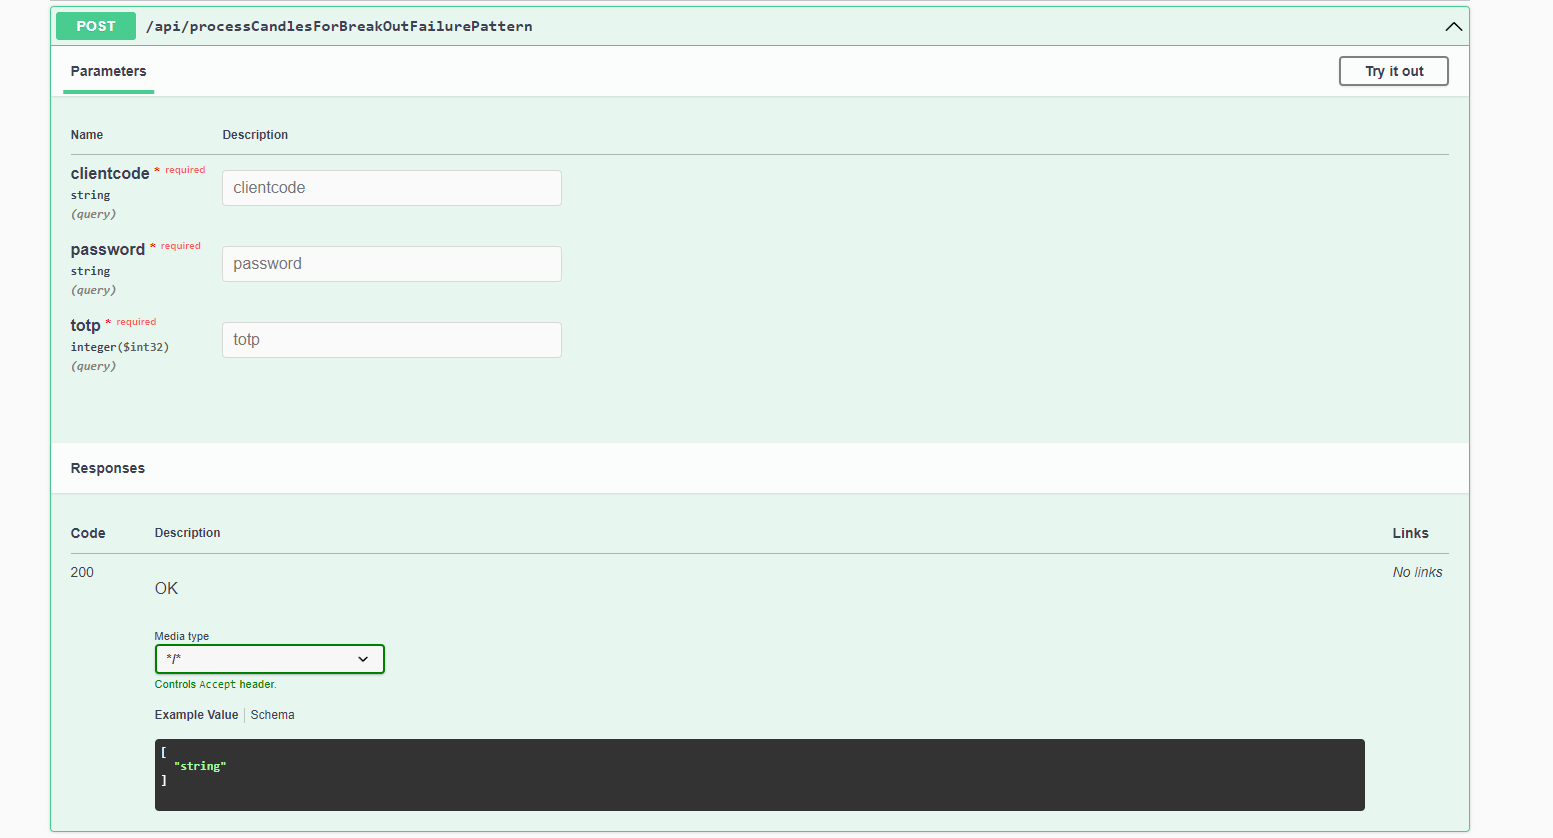 POST /api/processCandlesForBreakOutFailurePattern
Parameters
Try it out
Name Description
clientcode * required
string
(query)
clientcode
password * required
string
(query)
password
totp * required
integer($int32)
(query)
totp
Responses
Code Description Links
200
OK
No links
Media type
*/*
Controls Accept header.
Example Value Schema
[
"string"
]